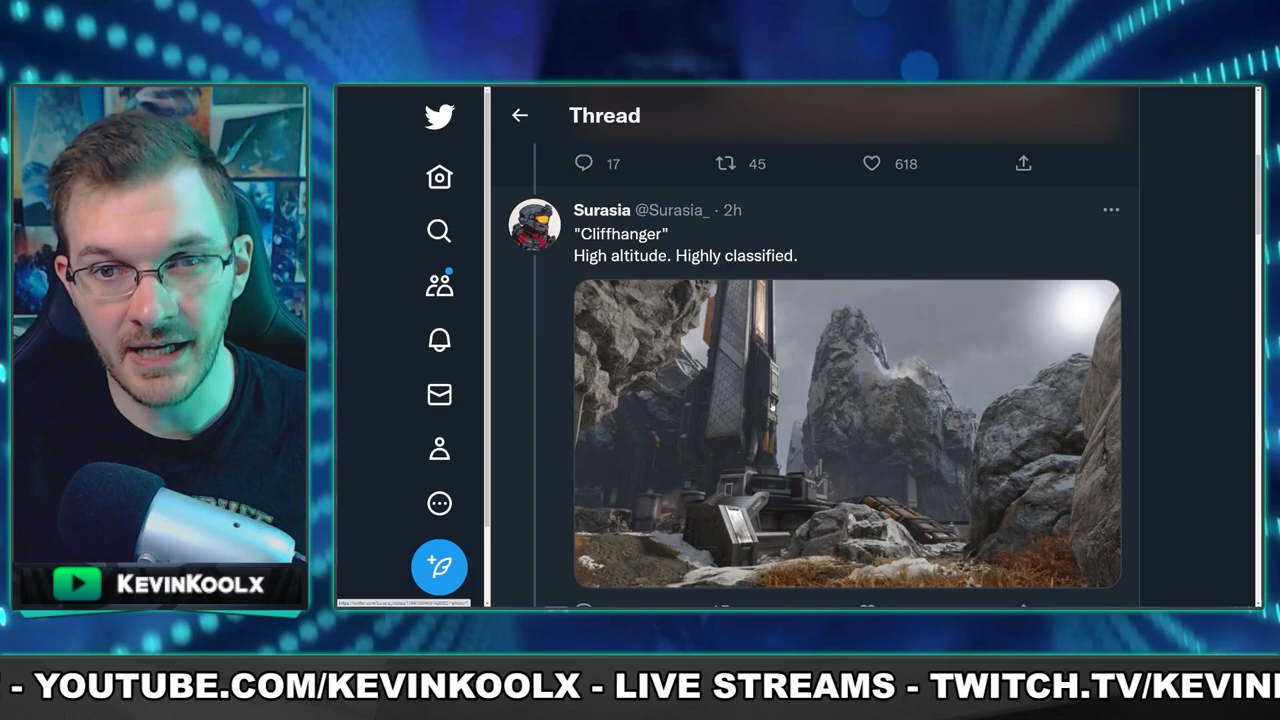 Thread
17 45 618
Surasia @Surasia_ · 2h
"Cliffhanger"
High altitude. Highly classified.
KEVINKOOLX
- YOUTUBE.COM/KEVINKOOLX - LIVE STREAMS - TWITCH.TV/KEVIN